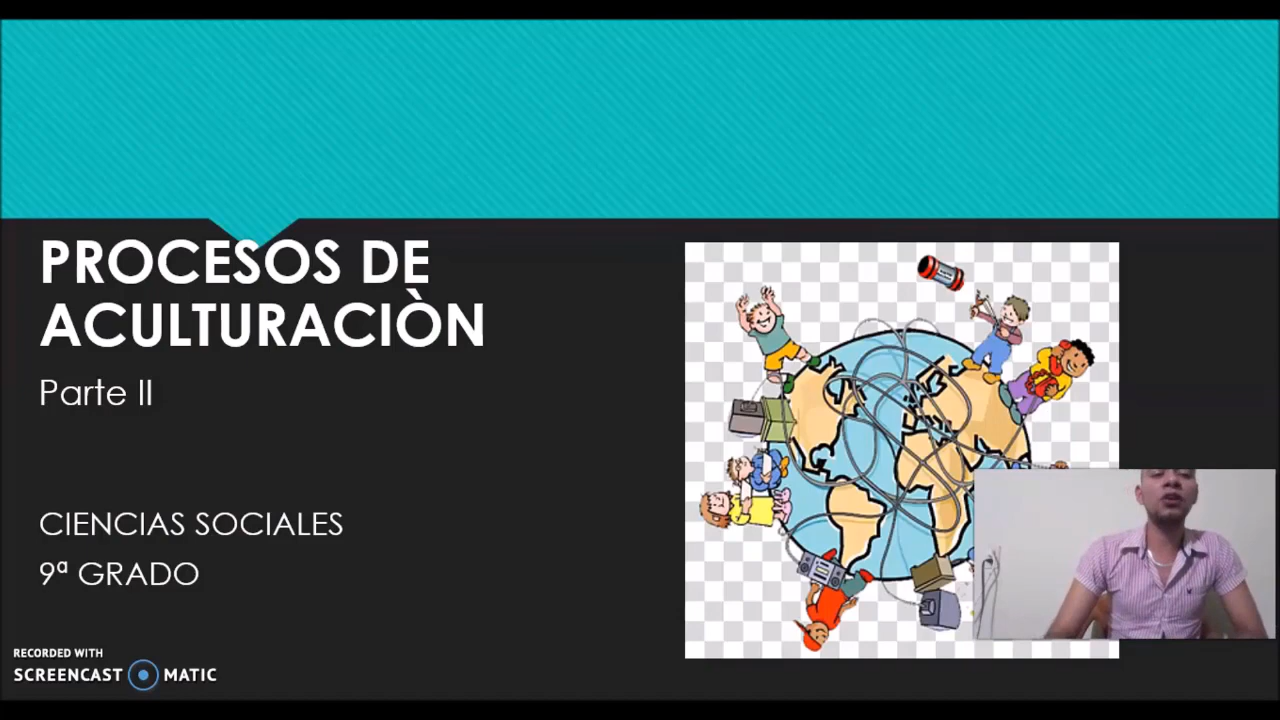 PROCESOS DE
ACULTURACIÒN
Parte II
CIENCIAS SOCIALES
9ª GRADO
RECORDED WITH
SCREENCAST MATIC